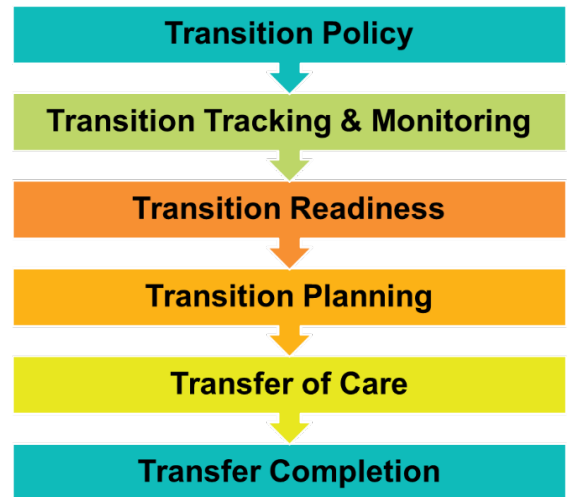 Transition Policy
Transition Tracking & Monitoring
Transition Readiness
Transition Planning
Transfer of Care
Transfer Completion